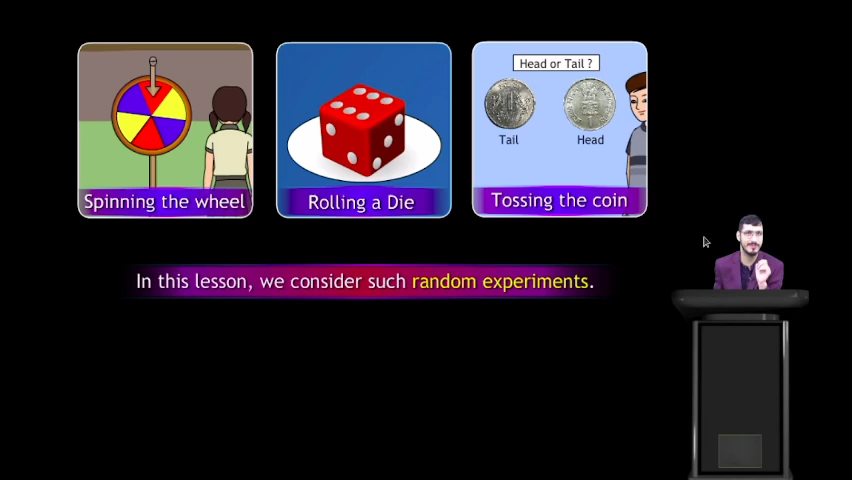 Head or Tail ?
Tail
Head
Spinning the wheel
Rolling a Die
Tossing the coin
In this lesson, we consider such random experiments.